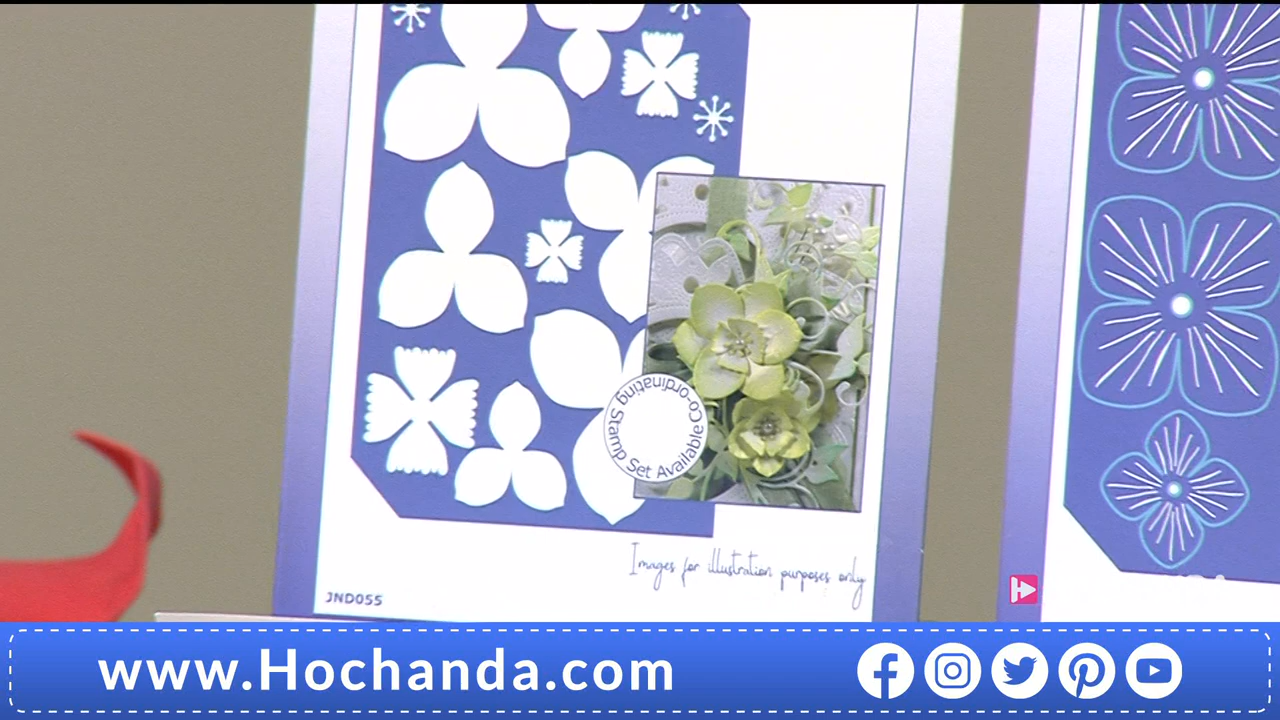 Co-ordinating Stamp Set Available
Images for illustration purposes only
JND055
www.Hochanda.com